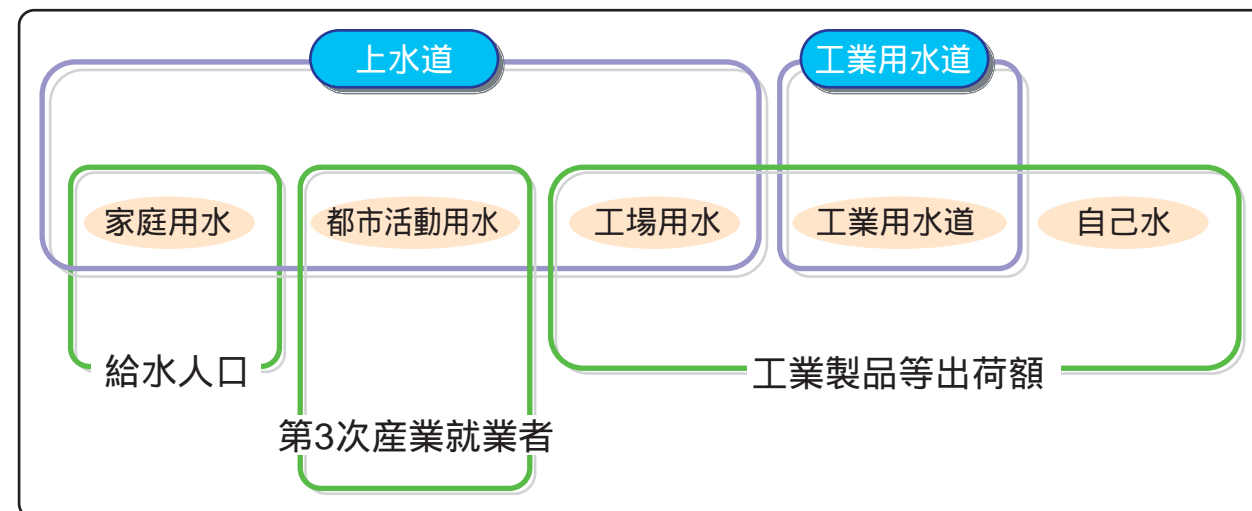 上水道
工業用水道
家庭用水
都市活動用水
工場用水
工業用水道
自己水
給水人口
工業製品等出荷額
第3次産業就業者